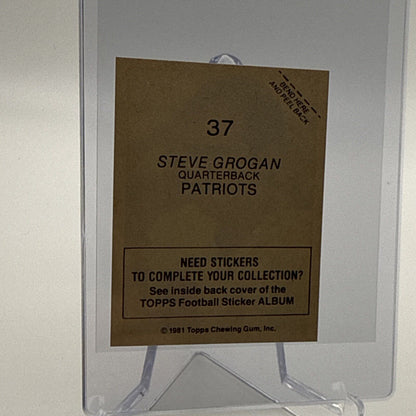 BEND HERE
AND PEEL BACK
37
STEVE GROGAN
QUARTERBACK
PATRIOTS
NEED STICKERS
TO COMPLETE YOUR COLLECTION?
See inside back cover of the
TOPPS Football Sticker ALBUM
© 1981 Topps Chewing Gum, Inc.